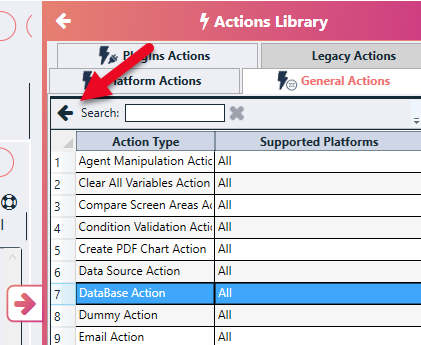 Actions Library
Plugins Actions Legacy Actions
Platform Actions General Actions
Search:
Action Type Supported Platforms
1 Agent Manipulation Actic All
2 Clear All Variables Action All
3 Compare Screen Areas Ac All
4 Condition Validation Act All
5 Create PDF Chart Action All
6 Data Source Action All
7 DataBase Action All
8 Dummy Action All
9 Email Action All